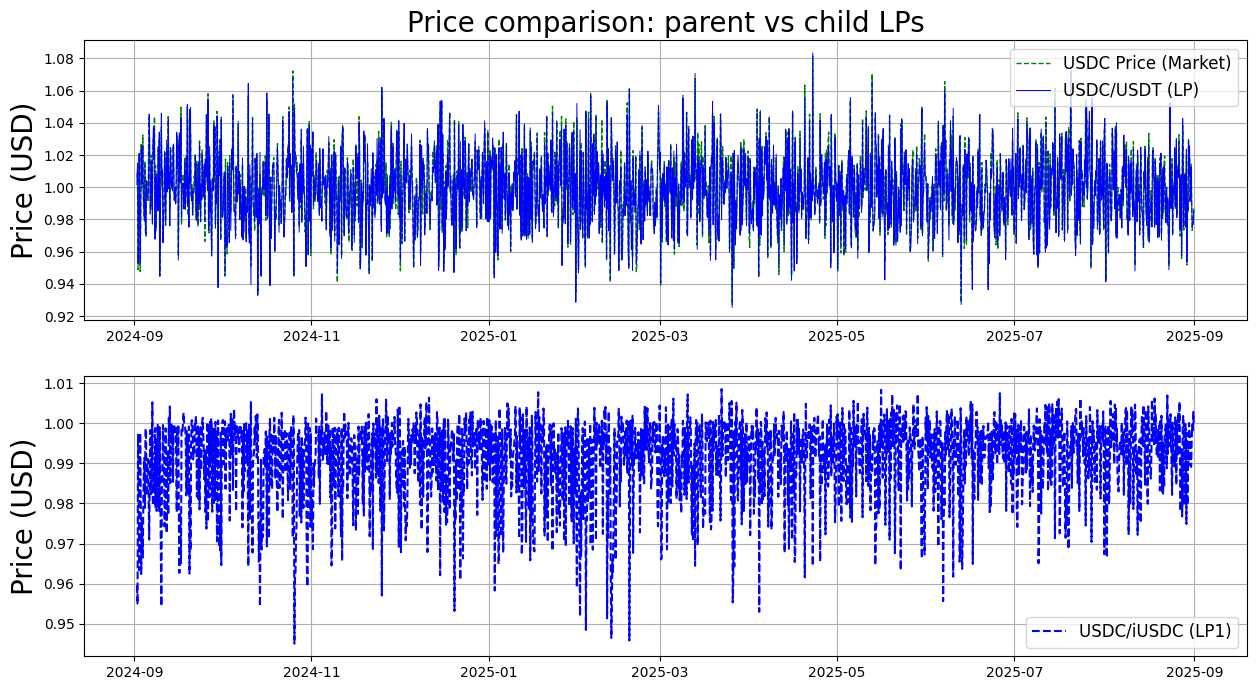 Price comparison: parent vs child LPs
Price (USD)
1.08
1.06
1.04
1.02
1.00
0.98
0.96
0.94
0.92
USDC Price (Market)
USDC/USDT (LP)
2024-09 2024-11 2025-01 2025-03 2025-05 2025-07 2025-09
Price (USD)
1.01
1.00
0.99
0.98
0.97
0.96
0.95
USDC/iUSDC (LP1)
2024-09 2024-11 2025-01 2025-03 2025-05 2025-07 2025-09